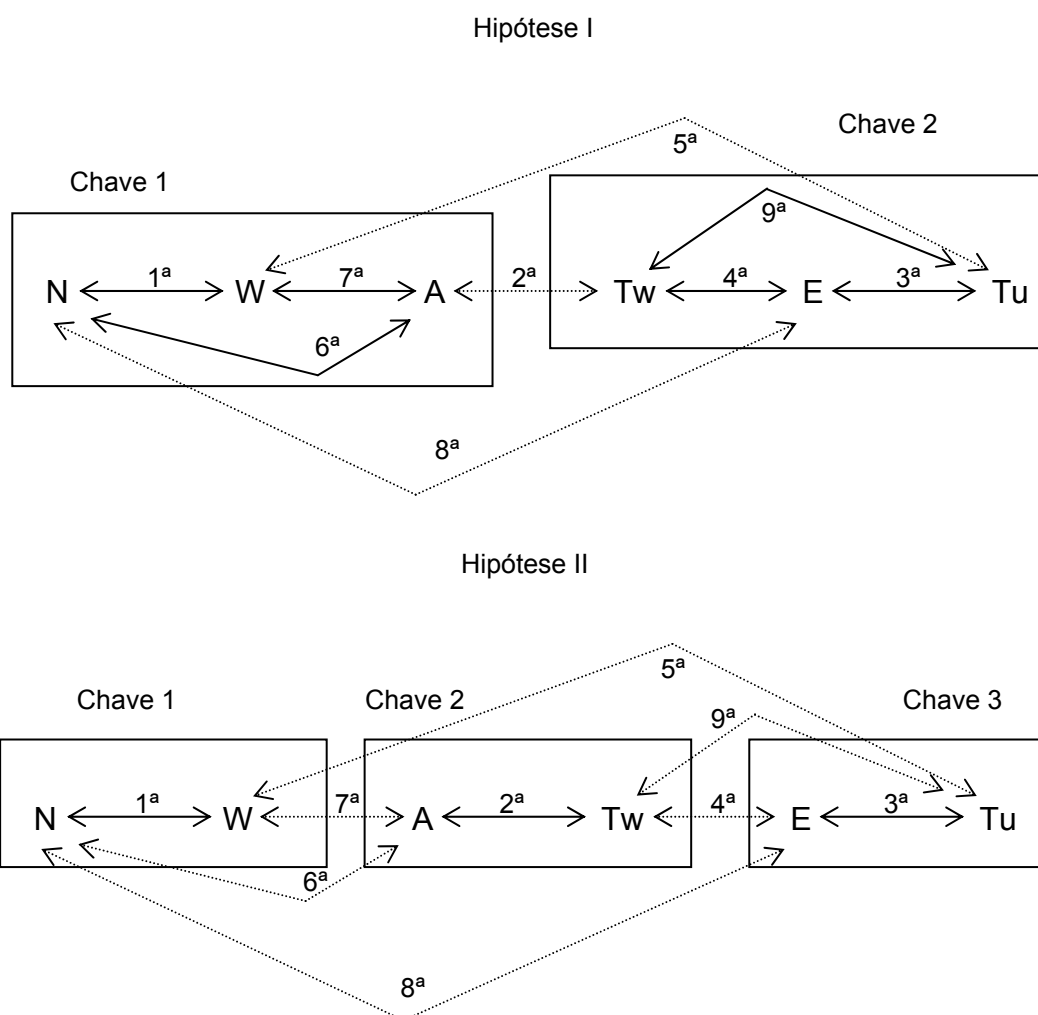 Hipótese I
Chave 2
5ª
Chave 1
9ª
N 1ª W 7ª A 2ª Tw 4ª E 3ª Tu
6ª
8ª
Hipótese II
5ª
Chave 1 Chave 2 9ª Chave 3
N 1ª W 7ª A 2ª Tw 4ª E 3ª Tu
6ª
8ª